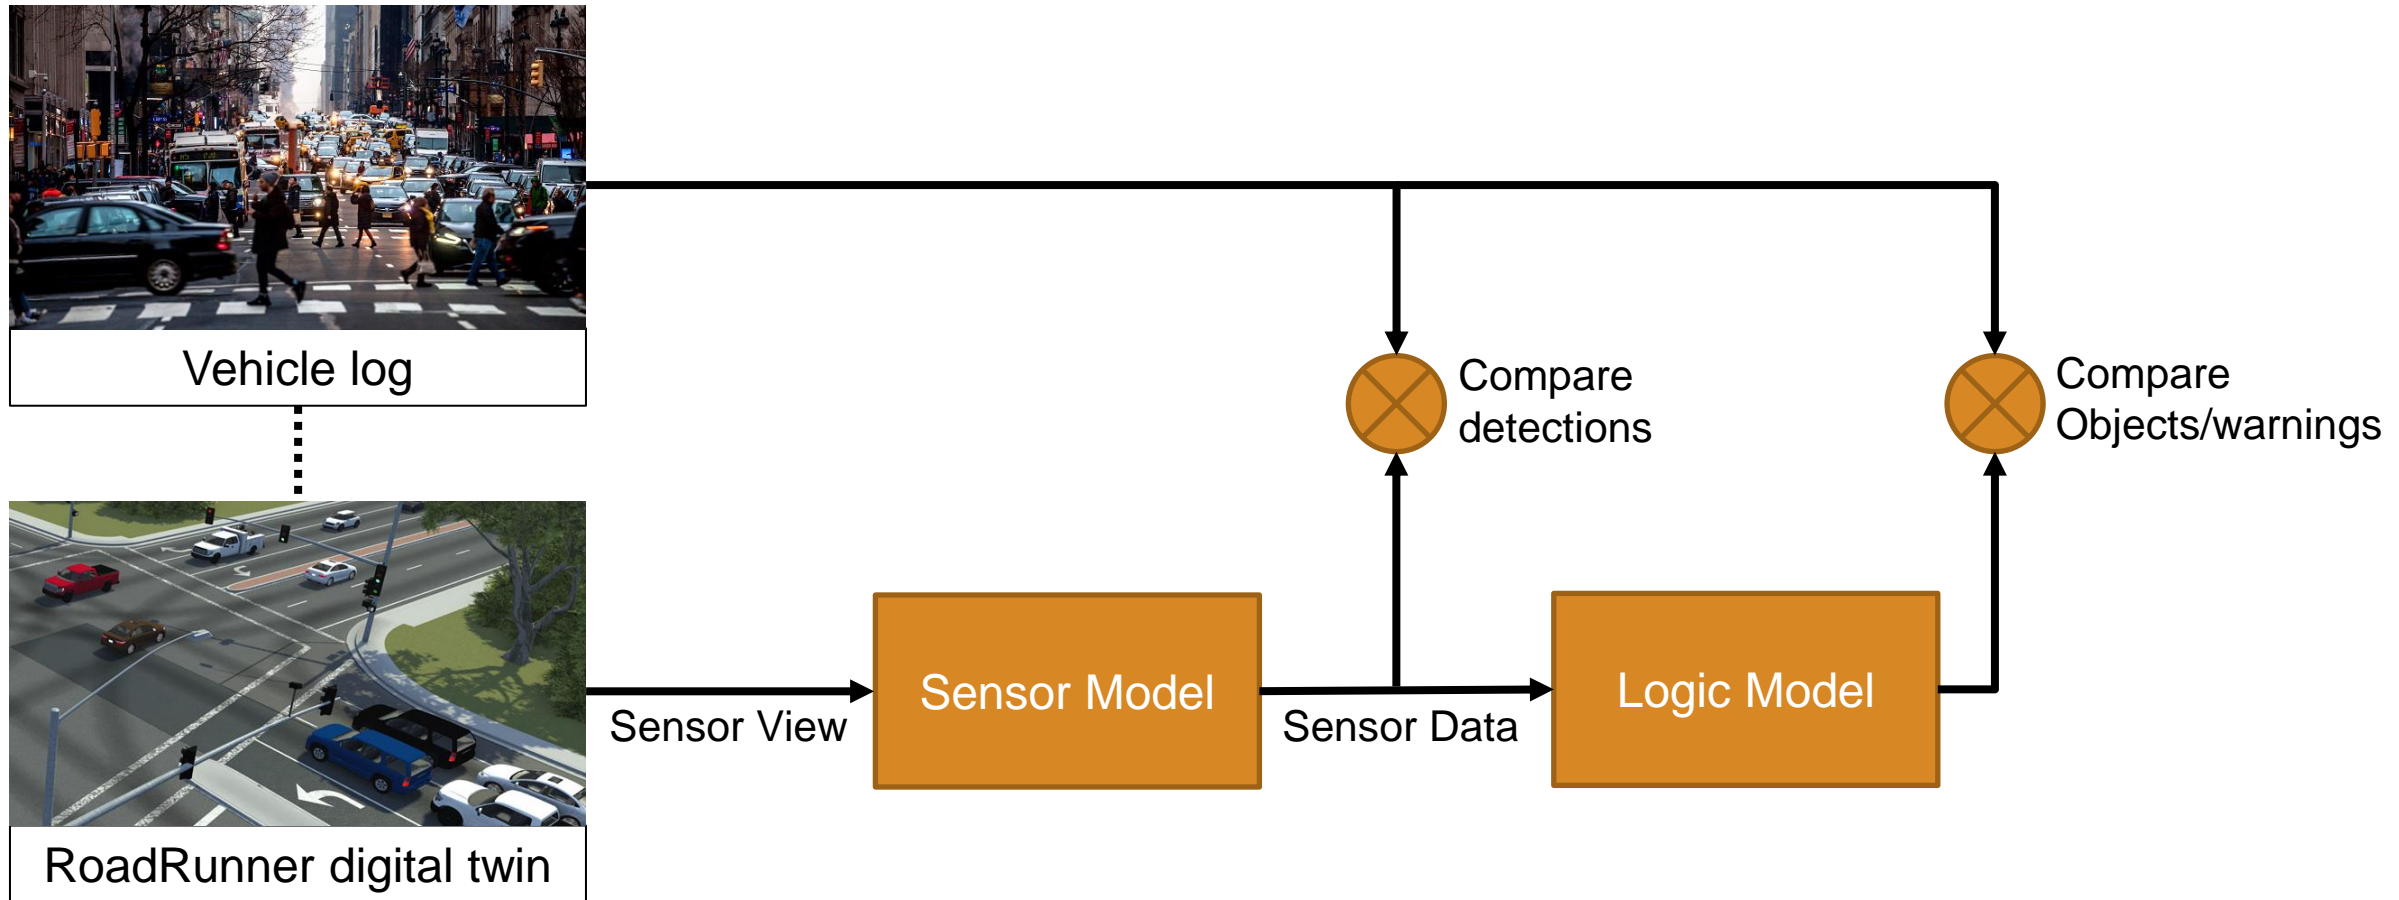 Vehicle log
Compare
detections
Compare
Objects/warnings
Sensor View
Sensor Model
Sensor Data
Logic Model
RoadRunner digital twin